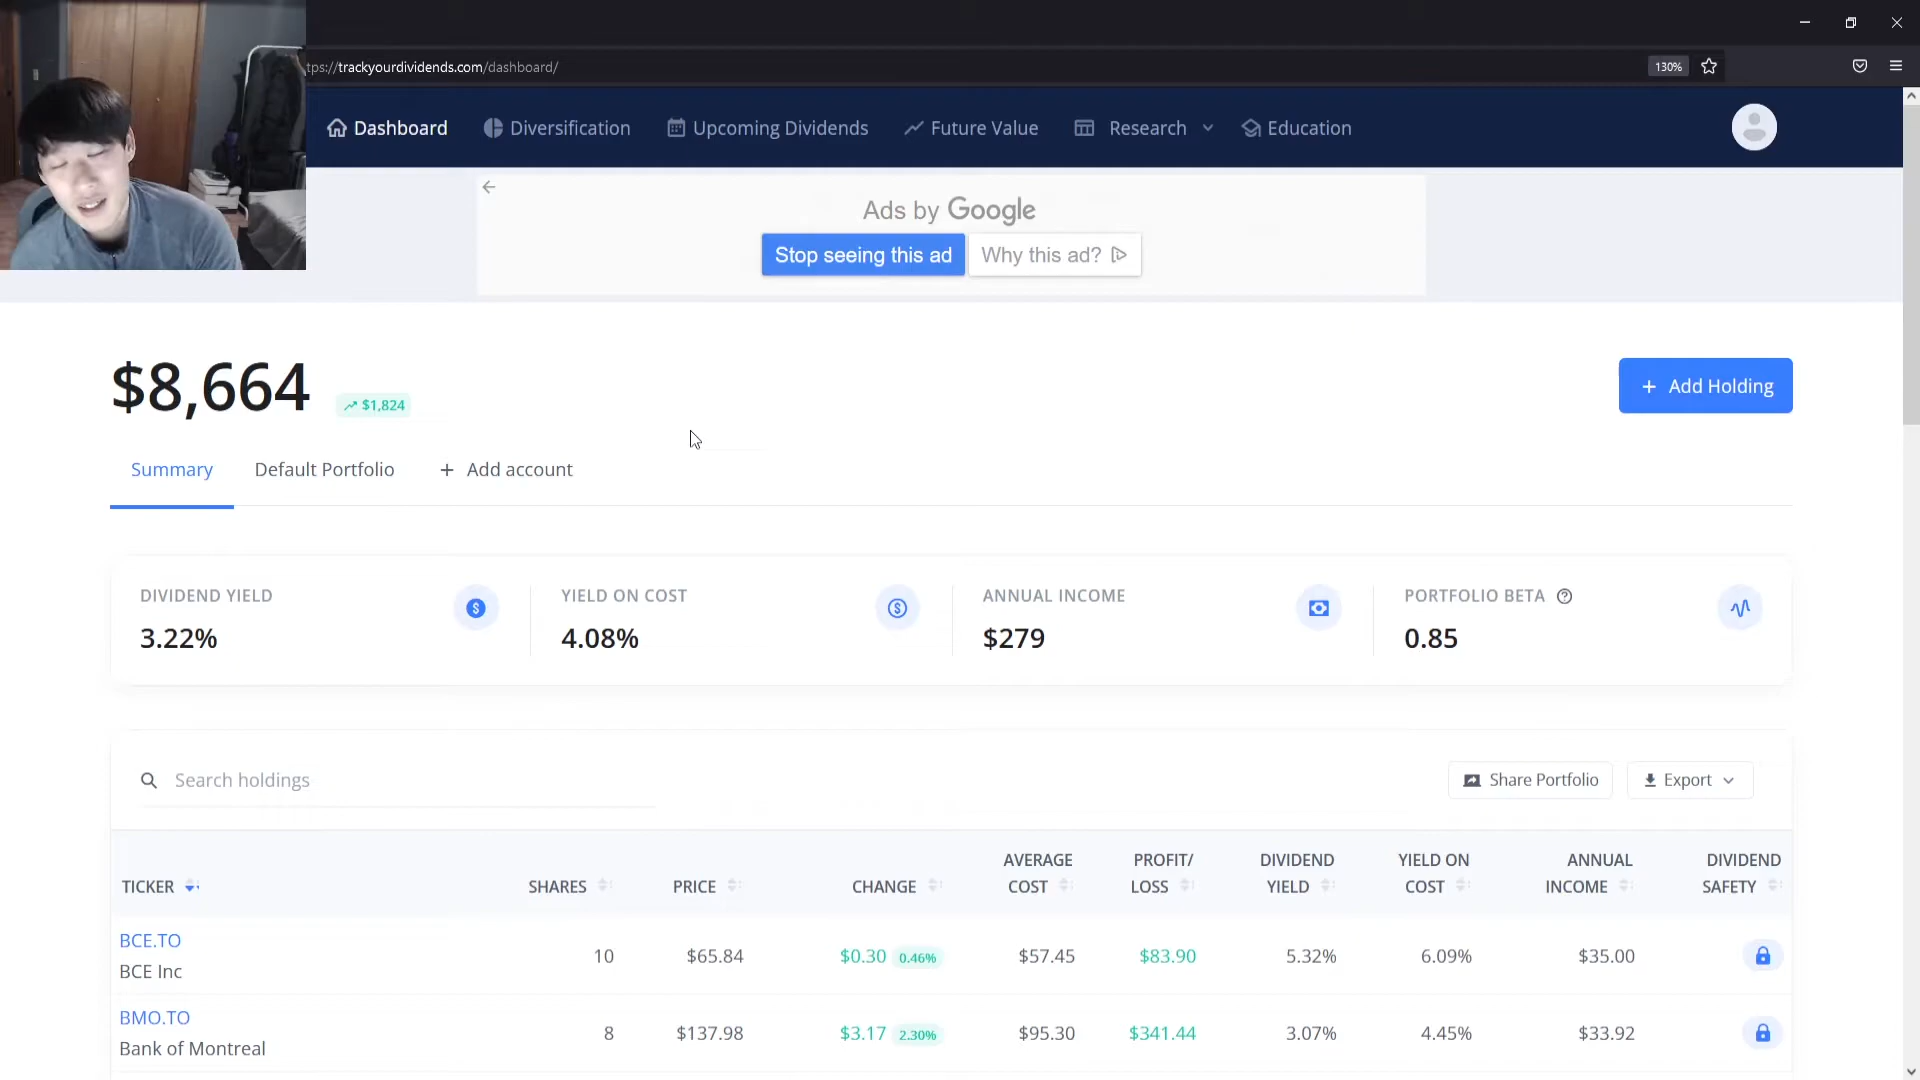 tps://trackyourdividends.com/dashboard/
130%
Dashboard
Diversification
Upcoming Dividends
Future Value
Research
Education
Ads by Google
Stop seeing this ad
Why this ad?
$8,664
$1,824
+ Add Holding
Summary
Default Portfolio
+ Add account
DIVIDEND YIELD
3.22%
YIELD ON COST
4.08%
ANNUAL INCOME
$279
PORTFOLIO BETA
0.85
Search holdings
Share Portfolio
Export
TICKER SHARES PRICE CHANGE AVERAGE COST PROFIT/ LOSS DIVIDEND YIELD YIELD ON COST ANNUAL INCOME DIVIDEND SAFETY
BCE.TO
BCE Inc
10 $65.84 $0.30 0.46% $57.45 $83.90 5.32% 6.09% $35.00
BMO.TO
Bank of Montreal
8 $137.98 $3.17 2.30% $95.30 $341.44 3.07% 4.45% $33.92